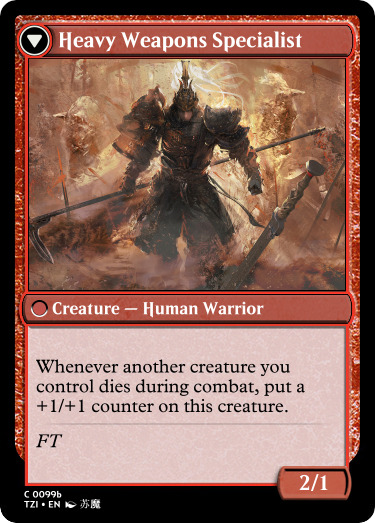 Heavy Weapons Specialist
Creature — Human Warrior
Whenever another creature you
control dies during combat, put a
+1/+1 counter on this creature.
FT
2/1
C 0099b
TZI • EN 苏魔